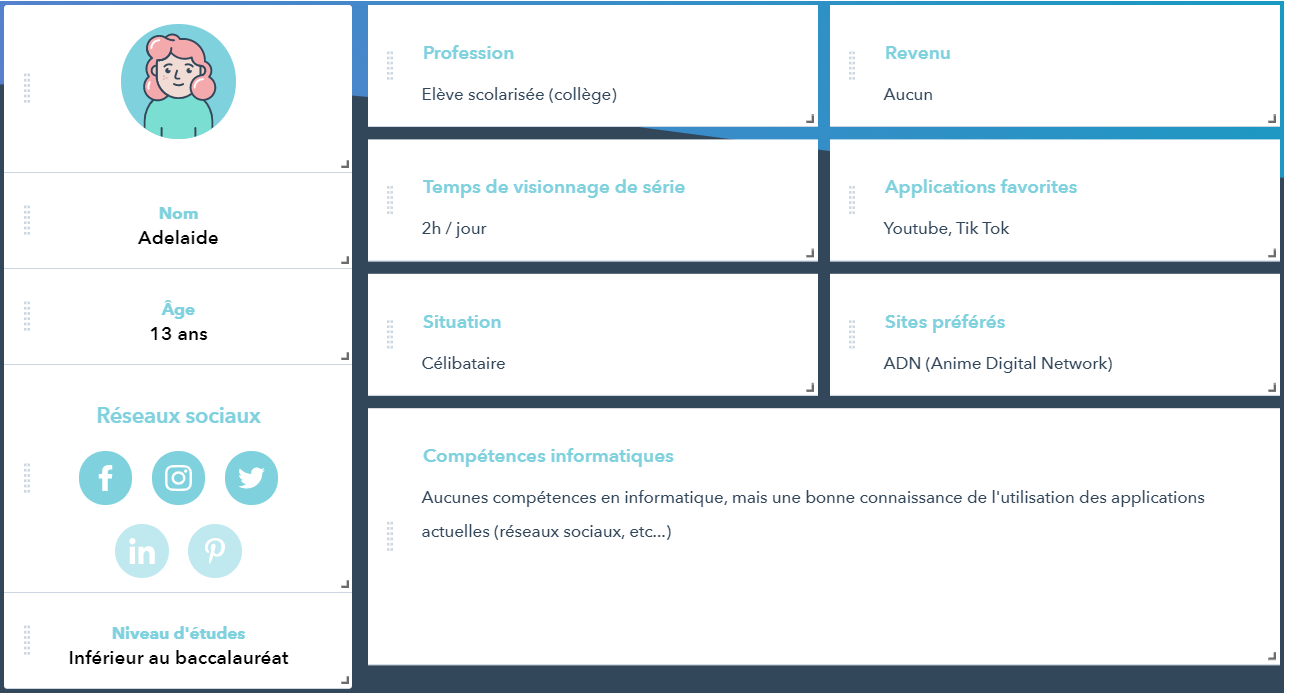 Nom
Adelaide
Âge
13 ans
Réseaux sociaux
in
Niveau d'études
Inférieur au baccalauréat
Profession
Elève scolarisée (collège)
Revenu
Aucun
Temps de visionnage de série
2h / jour
Applications favorites
Youtube, Tik Tok
Situation
Célibataire
Sites préférés
ADN (Anime Digital Network)
Compétences informatiques
Aucunes compétences en informatique, mais une bonne connaissance de l'utilisation des applications
actuelles (réseaux sociaux, etc...)